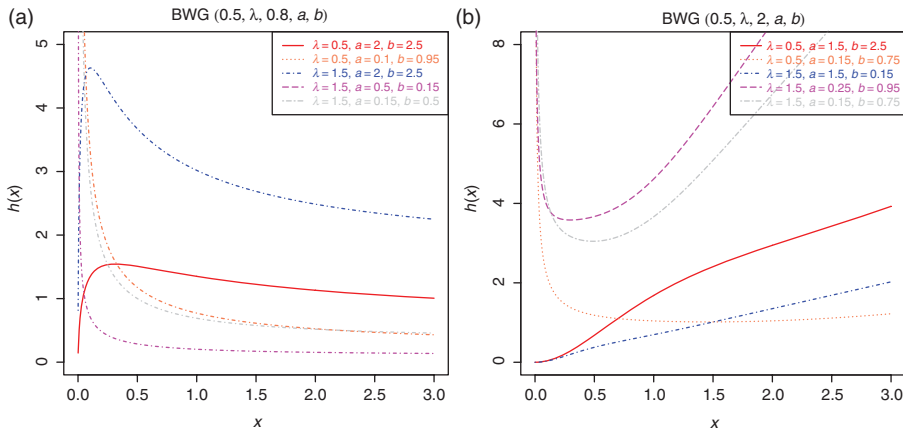 (a)
BWG (0.5, λ, 0.8, a, b)
λ = 0.5, a = 2, b = 2.5
λ = 0.5, a = 0.1, b = 0.95
λ = 1.5, a = 2, b = 2.5
λ = 1.5, a = 0.5, b = 0.15
λ = 1.5, a = 0.15, b = 0.5
h(x)
5
4
3
2
1
0
0.0 0.5 1.0 1.5 2.0 2.5 3.0
x
(b)
BWG (0.5, λ, 2, a, b)
λ = 0.5, a = 1.5, b = 2.5
λ = 0.5, a = 0.15, b = 0.75
λ = 1.5, a = 1.5, b = 0.15
λ = 1.5, a = 0.25, b = 0.95
λ = 1.5, a = 0.15, b = 0.75
h(x)
8
6
4
2
0
0.0 0.5 1.0 1.5 2.0 2.5 3.0
x